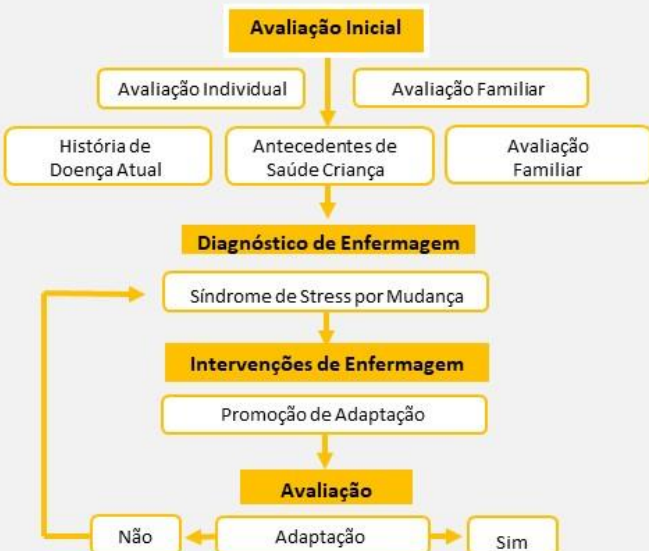 Avaliação Inicial
Avaliação Individual
Avaliação Familiar
História de
Doença Atual
Antecedentes de
Saúde Criança
Avaliação
Familiar
Diagnóstico de Enfermagem
Síndrome de Stress por Mudança
Intervenções de Enfermagem
Promoção de Adaptação
Avaliação
Não
Adaptação
Sim